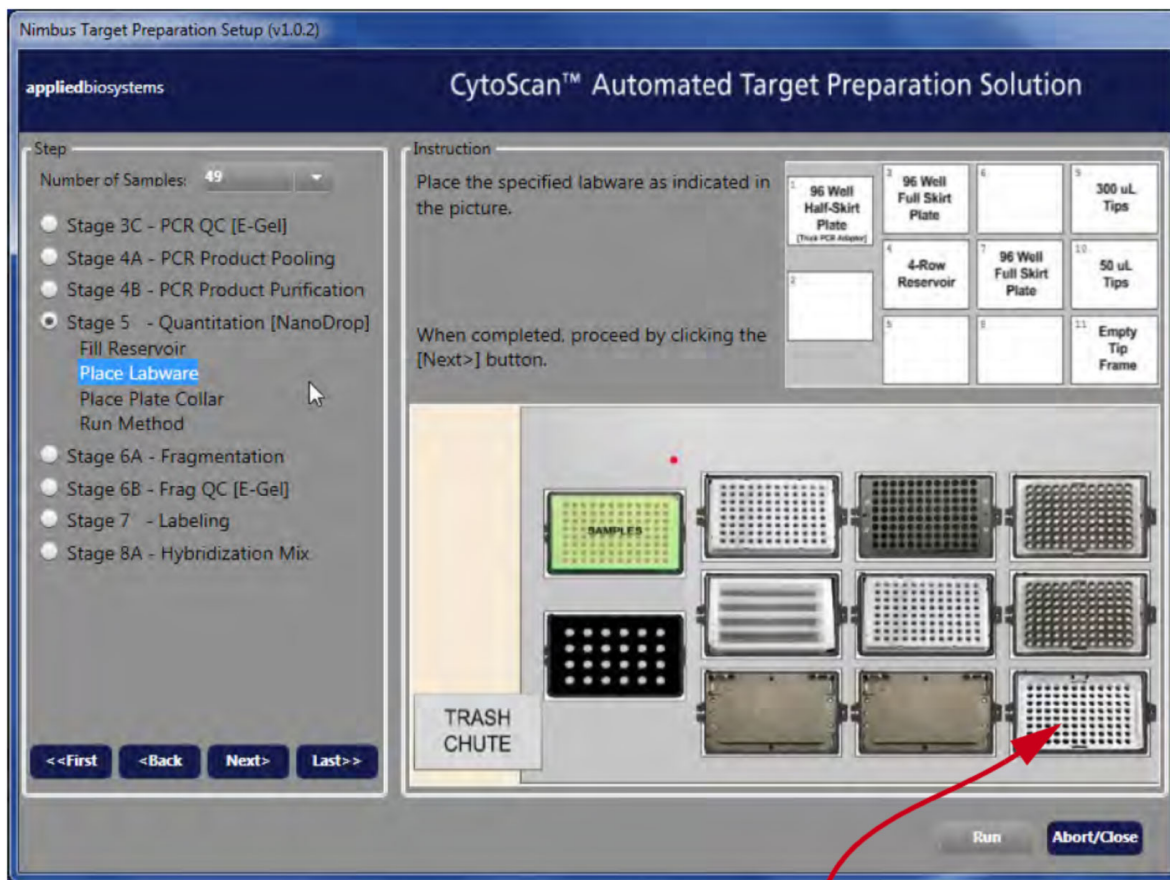 Nimbus Target Preparation Setup (v1.0.2)
appliedbiosystems
CytoScan™ Automated Target Preparation Solution
Step
Number of Samples: 49
Stage 3C - PCR QC [E-Gel]
Stage 4A - PCR Product Pooling
Stage 4B - PCR Product Purification
Stage 5 - Quantitation [NanoDrop]
Fill Reservoir
Place Labware
Place Plate Collar
Run Method
Stage 6A - Fragmentation
Stage 6B - Frag QC [E-Gel]
Stage 7 - Labeling
Stage 8A - Hybridization Mix
<<First <Back Next> Last>>
Instruction
Place the specified labware as indicated in
the picture.
When completed, proceed by clicking the
[Next>] button.
1
96 Well
Half-Skirt
Plate
[Thick PCR Adapter]
2
3
96 Well
Full Skirt
Plate
4
4-Row
Reservoir
5
6
7
96 Well
Full Skirt
Plate
8
300 uL
Tips
10
50 uL
Tips
11
Empty
Tip
Frame
SAMPLES
TRASH
CHUTE
Run Abort/Close